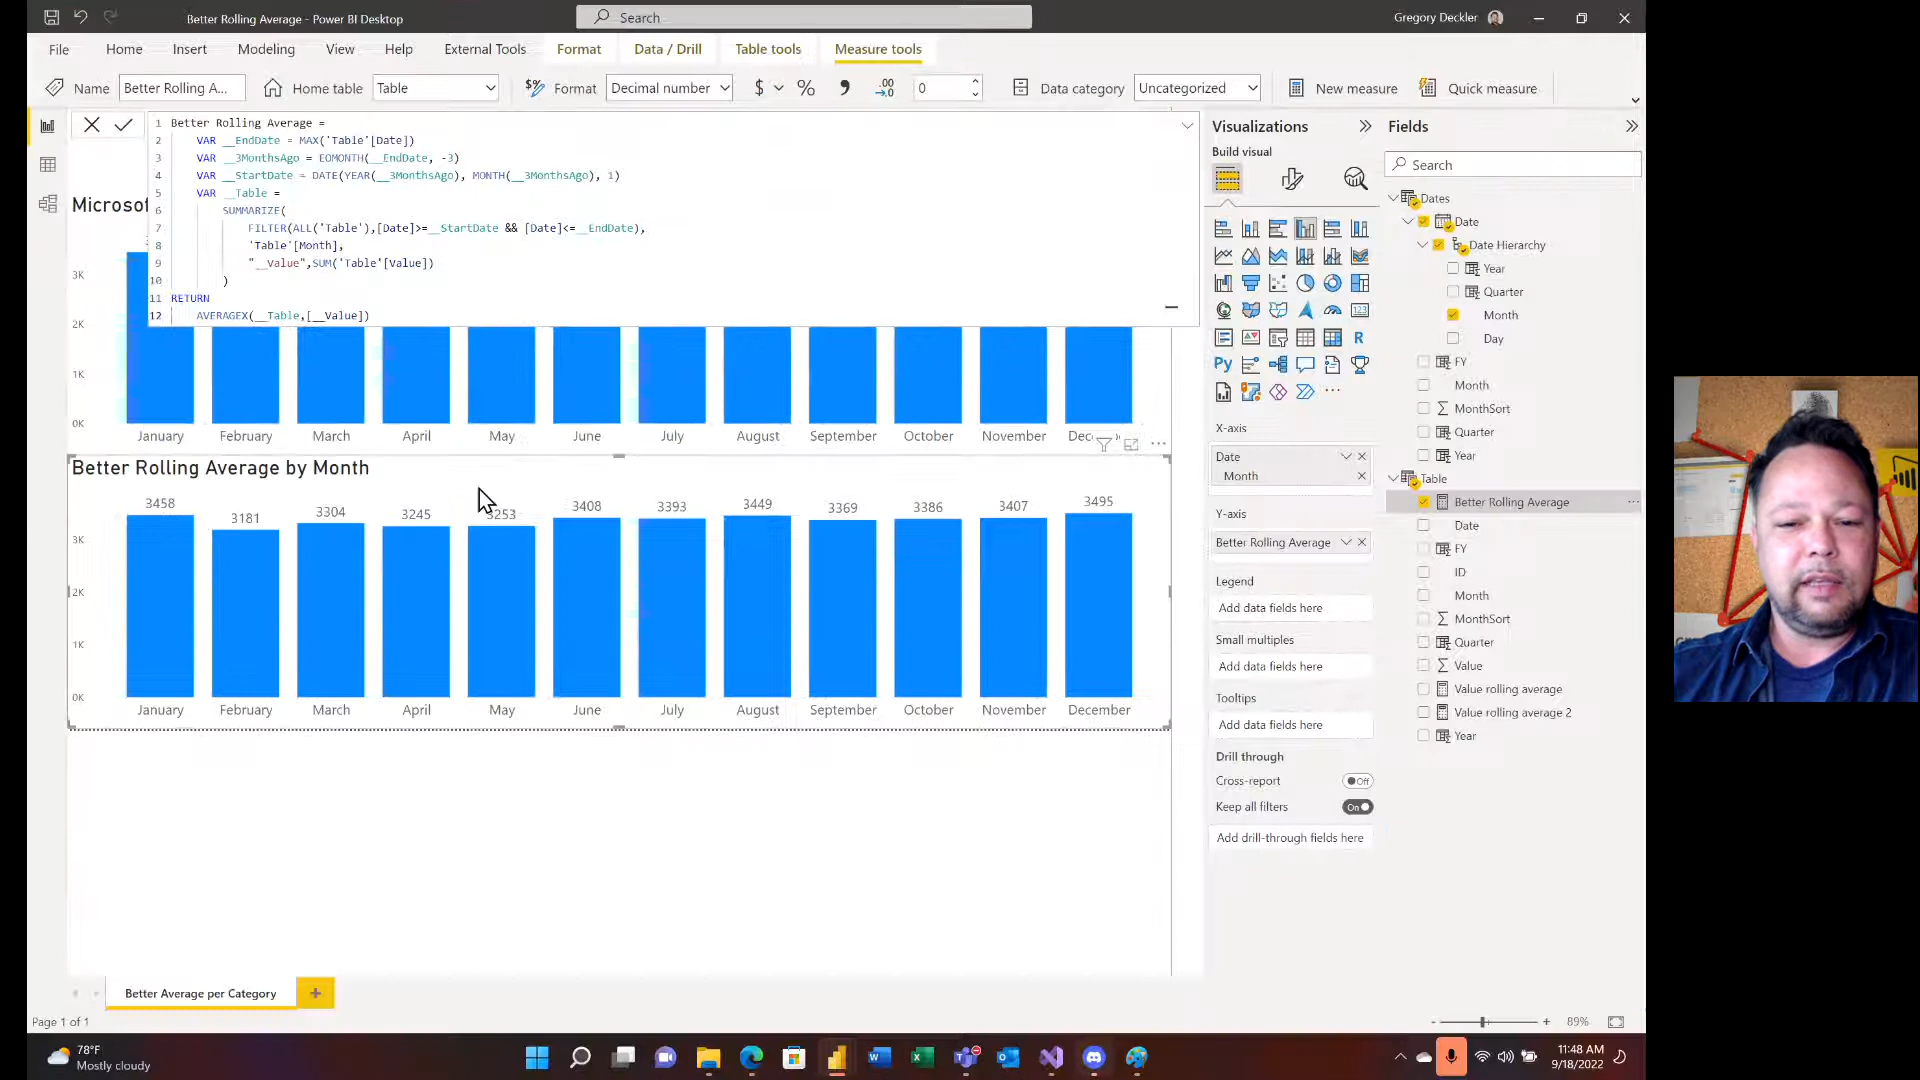 Better Rolling Average - Power BI Desktop
Search
Gregory Deckler
File Home Insert Modeling View Help External Tools Format Data / Drill Table tools Measure tools
Name Better Rolling A... Home table Table Format Decimal number $ % 0 Data category Uncategorized New measure Quick measure
1 Better Rolling Average =
2 VAR __EndDate = MAX('Table'[Date])
3 VAR __3MonthsAgo = EOMONTH(__EndDate, -3)
4 VAR __StartDate = DATE(YEAR(__3MonthsAgo), MONTH(__3MonthsAgo), 1)
5 VAR __Table =
6 SUMMARIZE(
7 FILTER(ALL('Table'),[Date]>=__StartDate && [Date]<=__EndDate),
8 'Table'[Month],
9 "__Value",SUM('Table'[Value])
10 )
11 RETURN
12 AVERAGEX(__Table,[__Value])
Microsof
3K
2K
1K
0K
January February March April May June July August September October November Dec
Better Rolling Average by Month
3458 3181 3304 3245 3253 3408 3393 3449 3369 3386 3407 3495
3K
2K
1K
0K
January February March April May June July August September October November December
Better Average per Category
Page 1 of 1
Visualizations
Build visual
R
Py
X-axis
Date
Month
Y-axis
Better Rolling Average
Legend
Add data fields here
Small multiples
Add data fields here
Tooltips
Add data fields here
Drill through
Cross-report Off
Keep all filters On
Add drill-through fields here
Fields
Search
Dates
Date
Date Hierarchy
Year
Quarter
Month
Day
FY
Month
MonthSort
Quarter
Year
Table
Better Rolling Average
Date
FY
ID
Month
MonthSort
Quarter
Value
Value rolling average
Value rolling average 2
Year
89%
78°F
Mostly cloudy
11:48 AM
9/18/2022